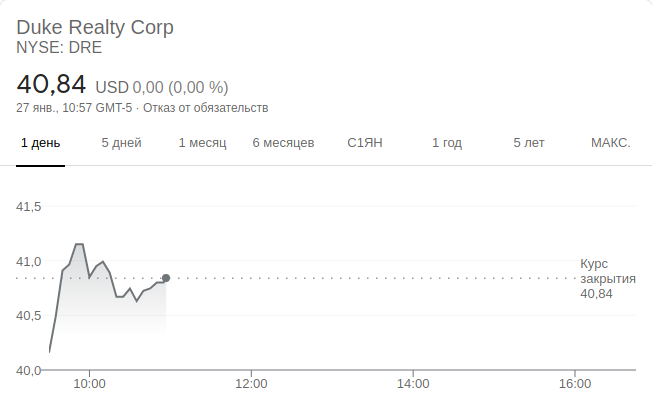 Duke Realty Corp
NYSE: DRE
40,84 USD 0,00 (0,00 %)
27 янв., 10:57 GMT-5 · Отказ от обязательств
1 день 5 дней 1 месяц 6 месяцев С1ЯН 1 год 5 лет МАКС.
41,5
41,0
40,5
40,0
Курс
закрытия
40,84
10:00 12:00 14:00 16:00